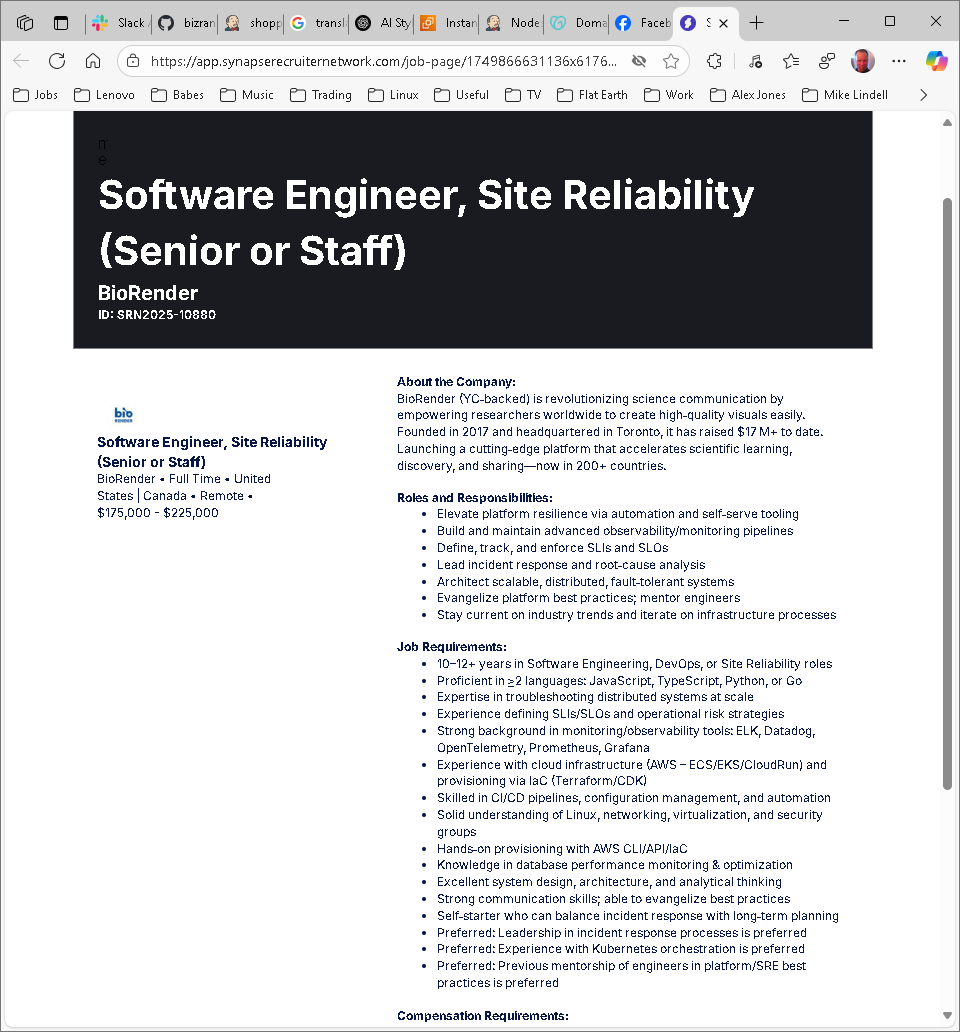 Slack
bizran
shopp
transl
AI Sty
Instan
Node:
Doma
Faceb
S
https://app.synapserecruiternetwork.com/job-page/1749866631136x6176...
Jobs
Lenovo
Babes
Music
Trading
Linux
Useful
TV
Flat Earth
Work
Alex Jones
Mike Lindell
m
e
Software Engineer, Site Reliability
(Senior or Staff)
BioRender
ID: SRN2025-10880
bio
RENDER
Software Engineer, Site Reliability
(Senior or Staff)
BioRender • Full Time • United
States | Canada • Remote •
$175,000 - $225,000
About the Company:
BioRender (YC-backed) is revolutionizing science communication by
empowering researchers worldwide to create high-quality visuals easily.
Founded in 2017 and headquartered in Toronto, it has raised $17 M+ to date.
Launching a cutting-edge platform that accelerates scientific learning,
discovery, and sharing—now in 200+ countries.
Roles and Responsibilities:
• Elevate platform resilience via automation and self-serve tooling
• Build and maintain advanced observability/monitoring pipelines
• Define, track, and enforce SLIs and SLOs
• Lead incident response and root-cause analysis
• Architect scalable, distributed, fault-tolerant systems
• Evangelize platform best practices; mentor engineers
• Stay current on industry trends and iterate on infrastructure processes
Job Requirements:
• 10–12+ years in Software Engineering, DevOps, or Site Reliability roles
• Proficient in ≥2 languages: JavaScript, TypeScript, Python, or Go
• Expertise in troubleshooting distributed systems at scale
• Experience defining SLIs/SLOs and operational risk strategies
• Strong background in monitoring/observability tools: ELK, Datadog,
OpenTelemetry, Prometheus, Grafana
• Experience with cloud infrastructure (AWS – ECS/EKS/CloudRun) and
provisioning via IaC (Terraform/CDK)
• Skilled in CI/CD pipelines, configuration management, and automation
• Solid understanding of Linux, networking, virtualization, and security
groups
• Hands-on provisioning with AWS CLI/API/IaC
• Knowledge in database performance monitoring & optimization
• Excellent system design, architecture, and analytical thinking
• Strong communication skills; able to evangelize best practices
• Self-starter who can balance incident response with long-term planning
• Preferred: Leadership in incident response processes is preferred
• Preferred: Experience with Kubernetes orchestration is preferred
• Preferred: Previous mentorship of engineers in platform/SRE best
practices is preferred
Compensation Requirements: